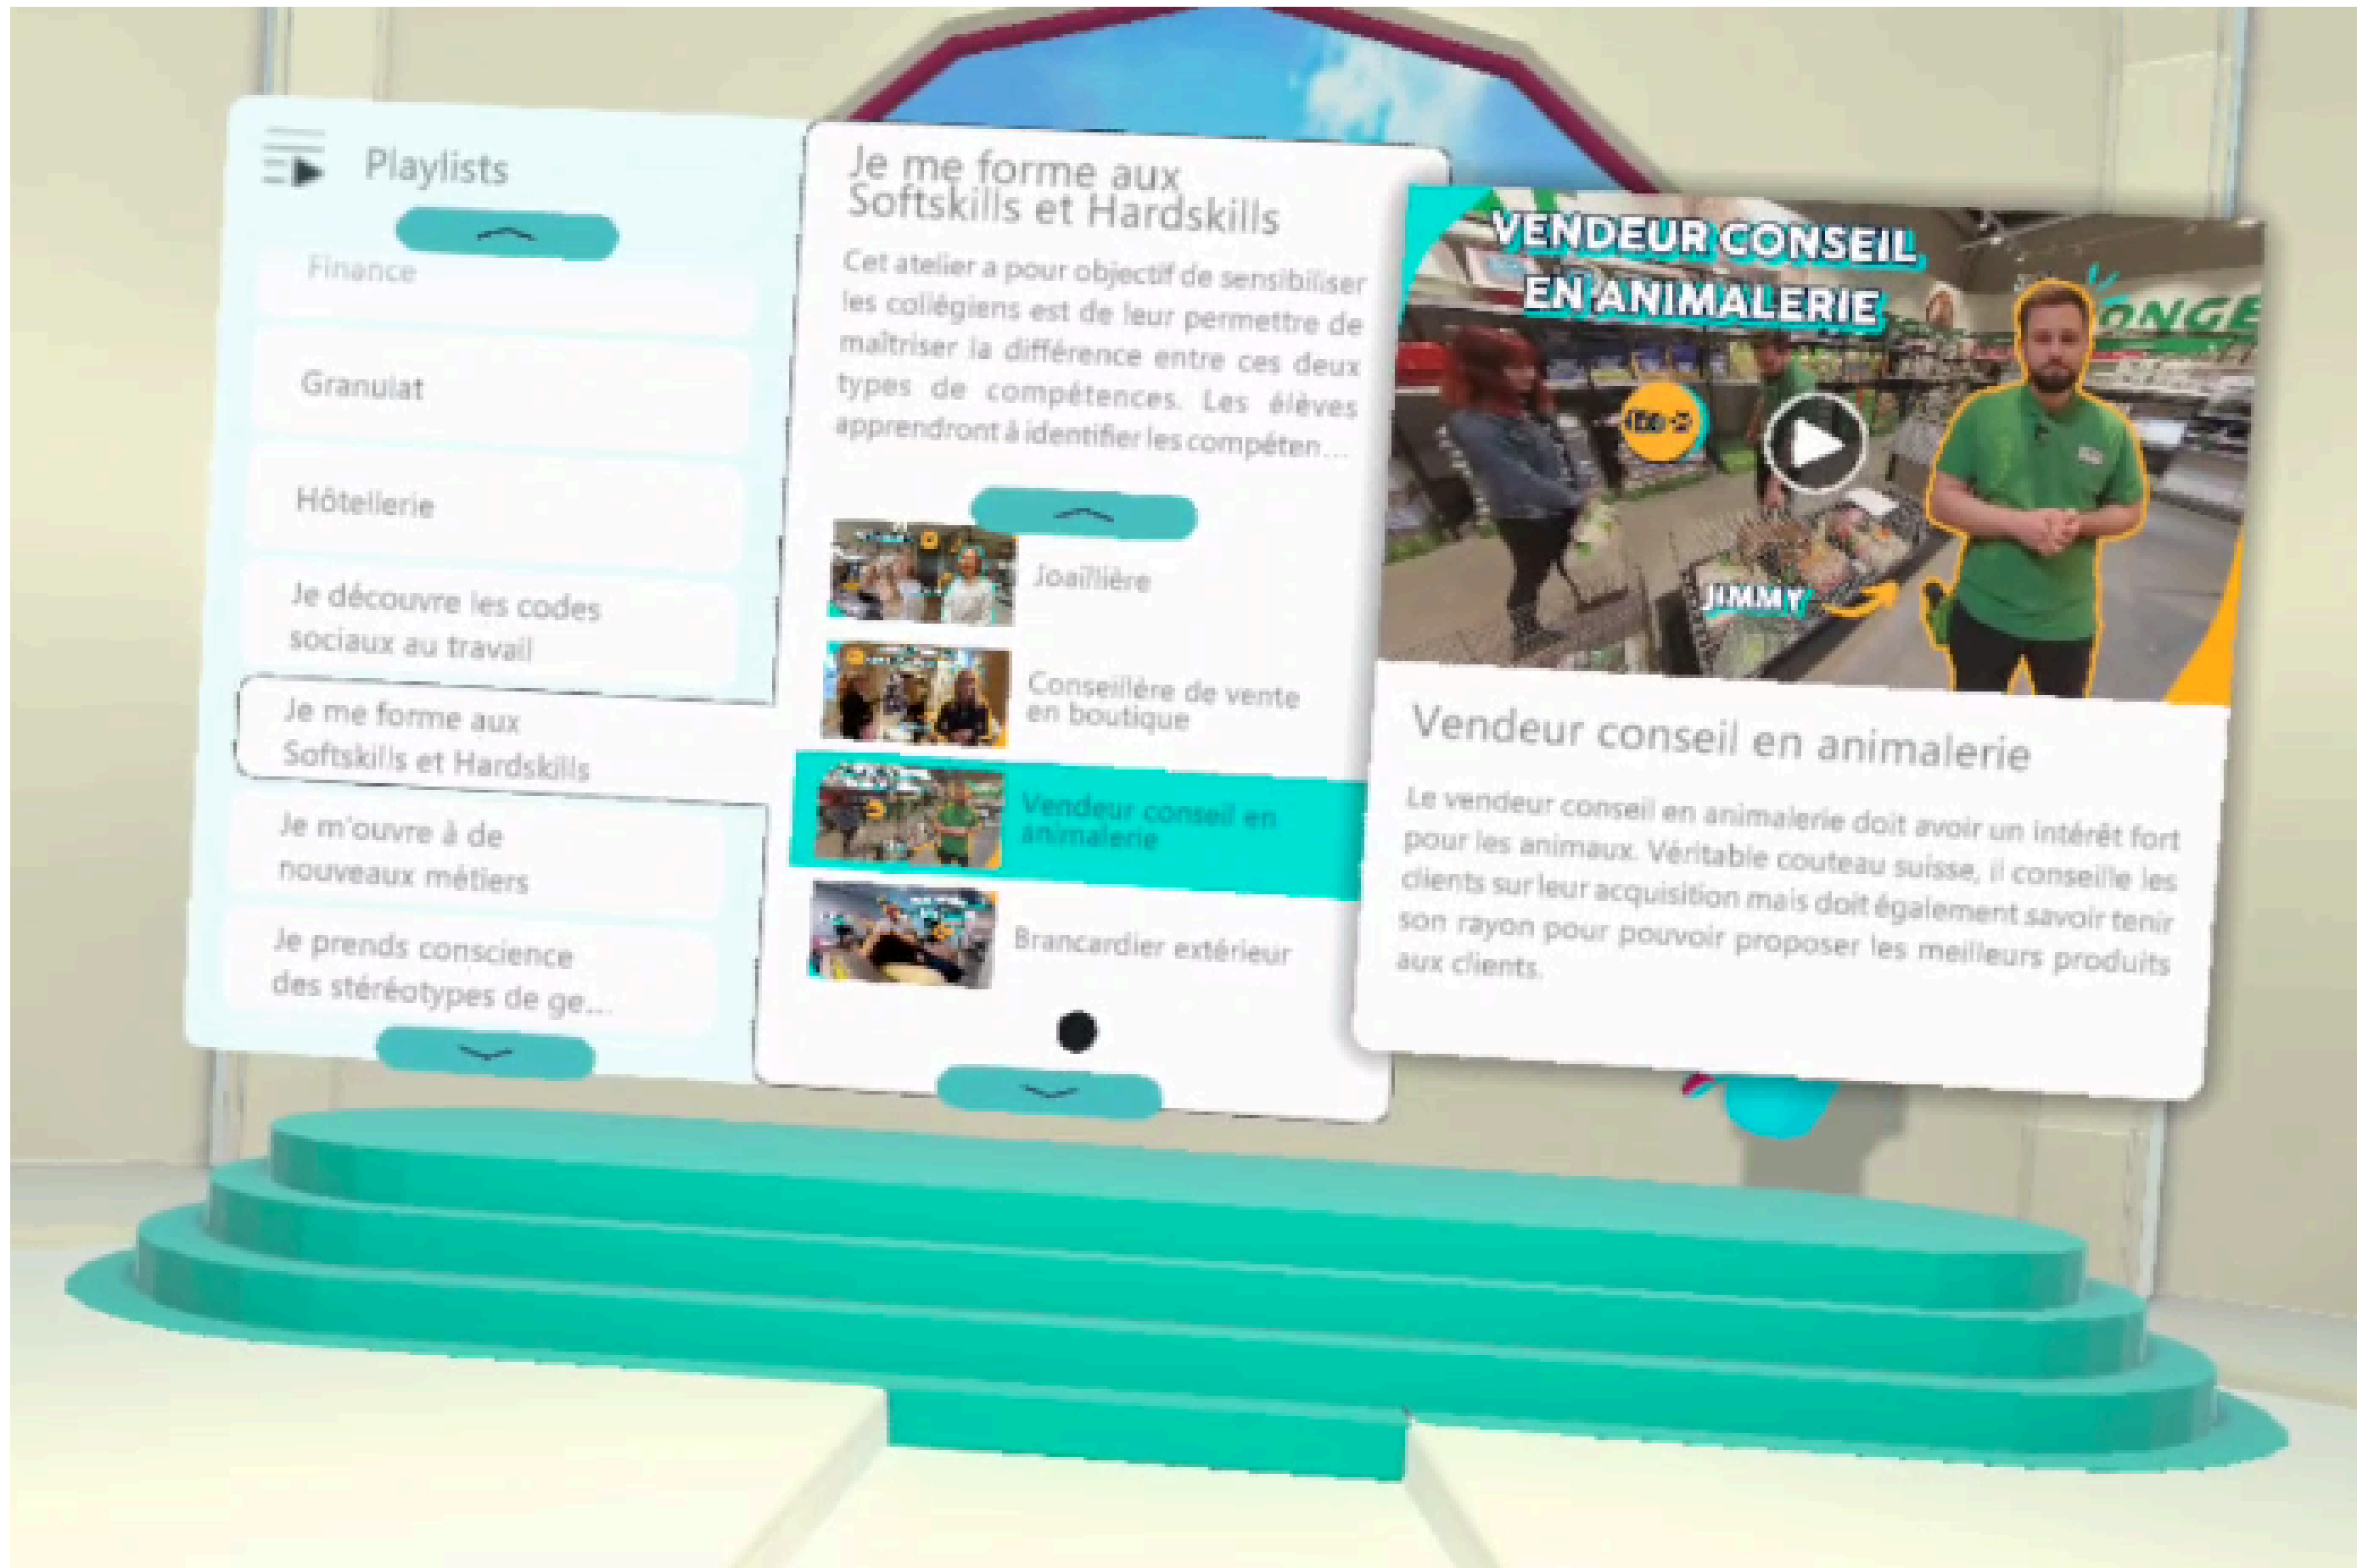 Playlists
Finance
Granulat
Hôtellerie
Je découvre les codes
sociaux au travail
Je me forme aux
Softskills et Hardskills
Je m'ouvre à de
nouveaux métiers
Je prends conscience
des stéréotypes de ge...
Je me forme aux
Softskills et Hardskills
Cet atelier a pour objectif de sensibiliser
les collégiens est de leur permettre de
maîtriser la différence entre ces deux
types de compétences. Les élèves
apprendront à identifier les compéten...
Joaillière
Conseillère de vente
en boutique
Vendeur conseil en
animalerie
Brancardier extérieur
VENDEUR CONSEIL
EN ANIMALERIE
JIMMY
Vendeur conseil en animalerie
Le vendeur conseil en animalerie doit avoir un intérêt fort
pour les animaux. Véritable couteau suisse, il conseille les
clients sur leur acquisition mais doit également savoir tenir
son rayon pour pouvoir proposer les meilleurs produits
aux clients.